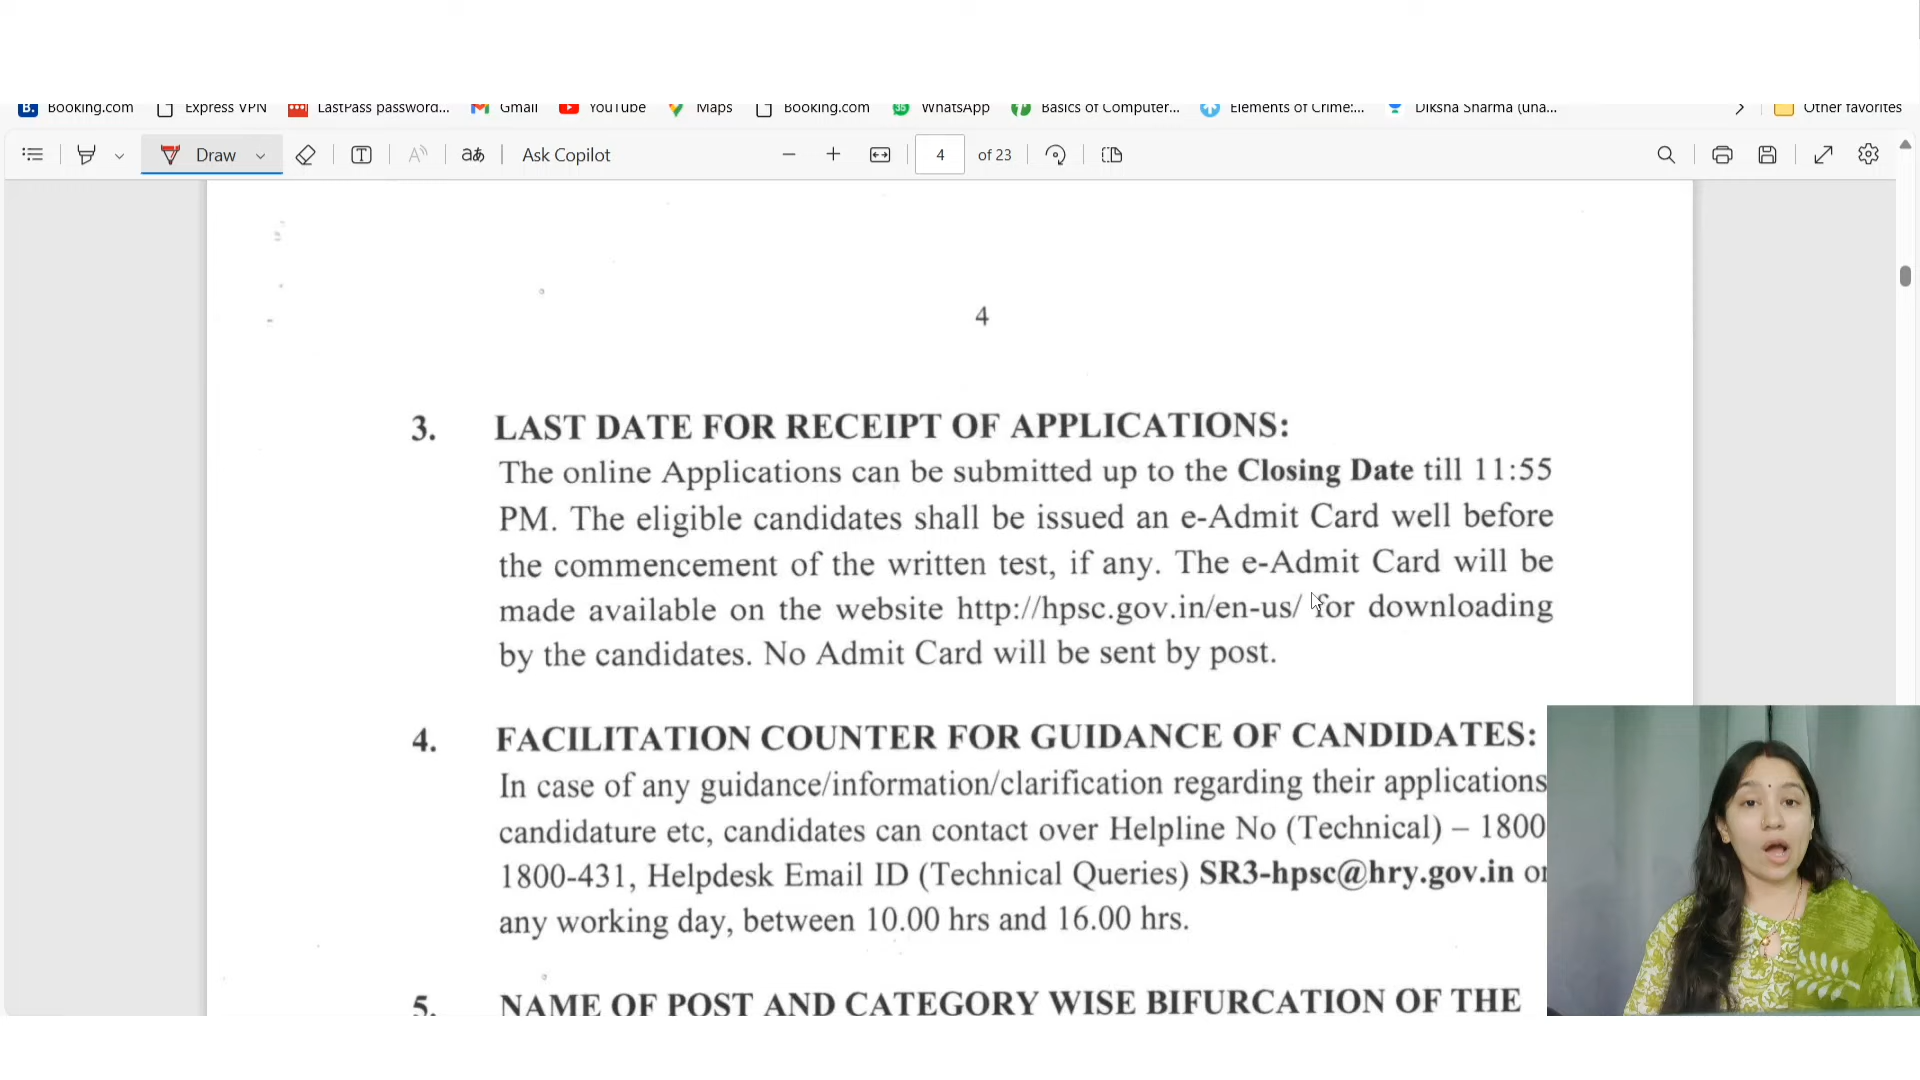 Booking.com Express VPN LastPass password... Gmail YouTube Maps Booking.com WhatsApp Basics of Computer... Elements of Crime:... Diksha Sharma (una... Other favorites
Draw Ask Copilot 4 of 23
4
3. LAST DATE FOR RECEIPT OF APPLICATIONS:
The online Applications can be submitted up to the Closing Date till 11:55
PM. The eligible candidates shall be issued an e-Admit Card well before
the commencement of the written test, if any. The e-Admit Card will be
made available on the website http://hpsc.gov.in/en-us/ for downloading
by the candidates. No Admit Card will be sent by post.
4. FACILITATION COUNTER FOR GUIDANCE OF CANDIDATES:
In case of any guidance/information/clarification regarding their applications
candidature etc, candidates can contact over Helpline No (Technical) – 1800
1800-431, Helpdesk Email ID (Technical Queries) SR3-hpsc@hry.gov.in
any working day, between 10.00 hrs and 16.00 hrs.
5. NAME OF POST AND CATEGORY WISE BIFURCATION OF THE